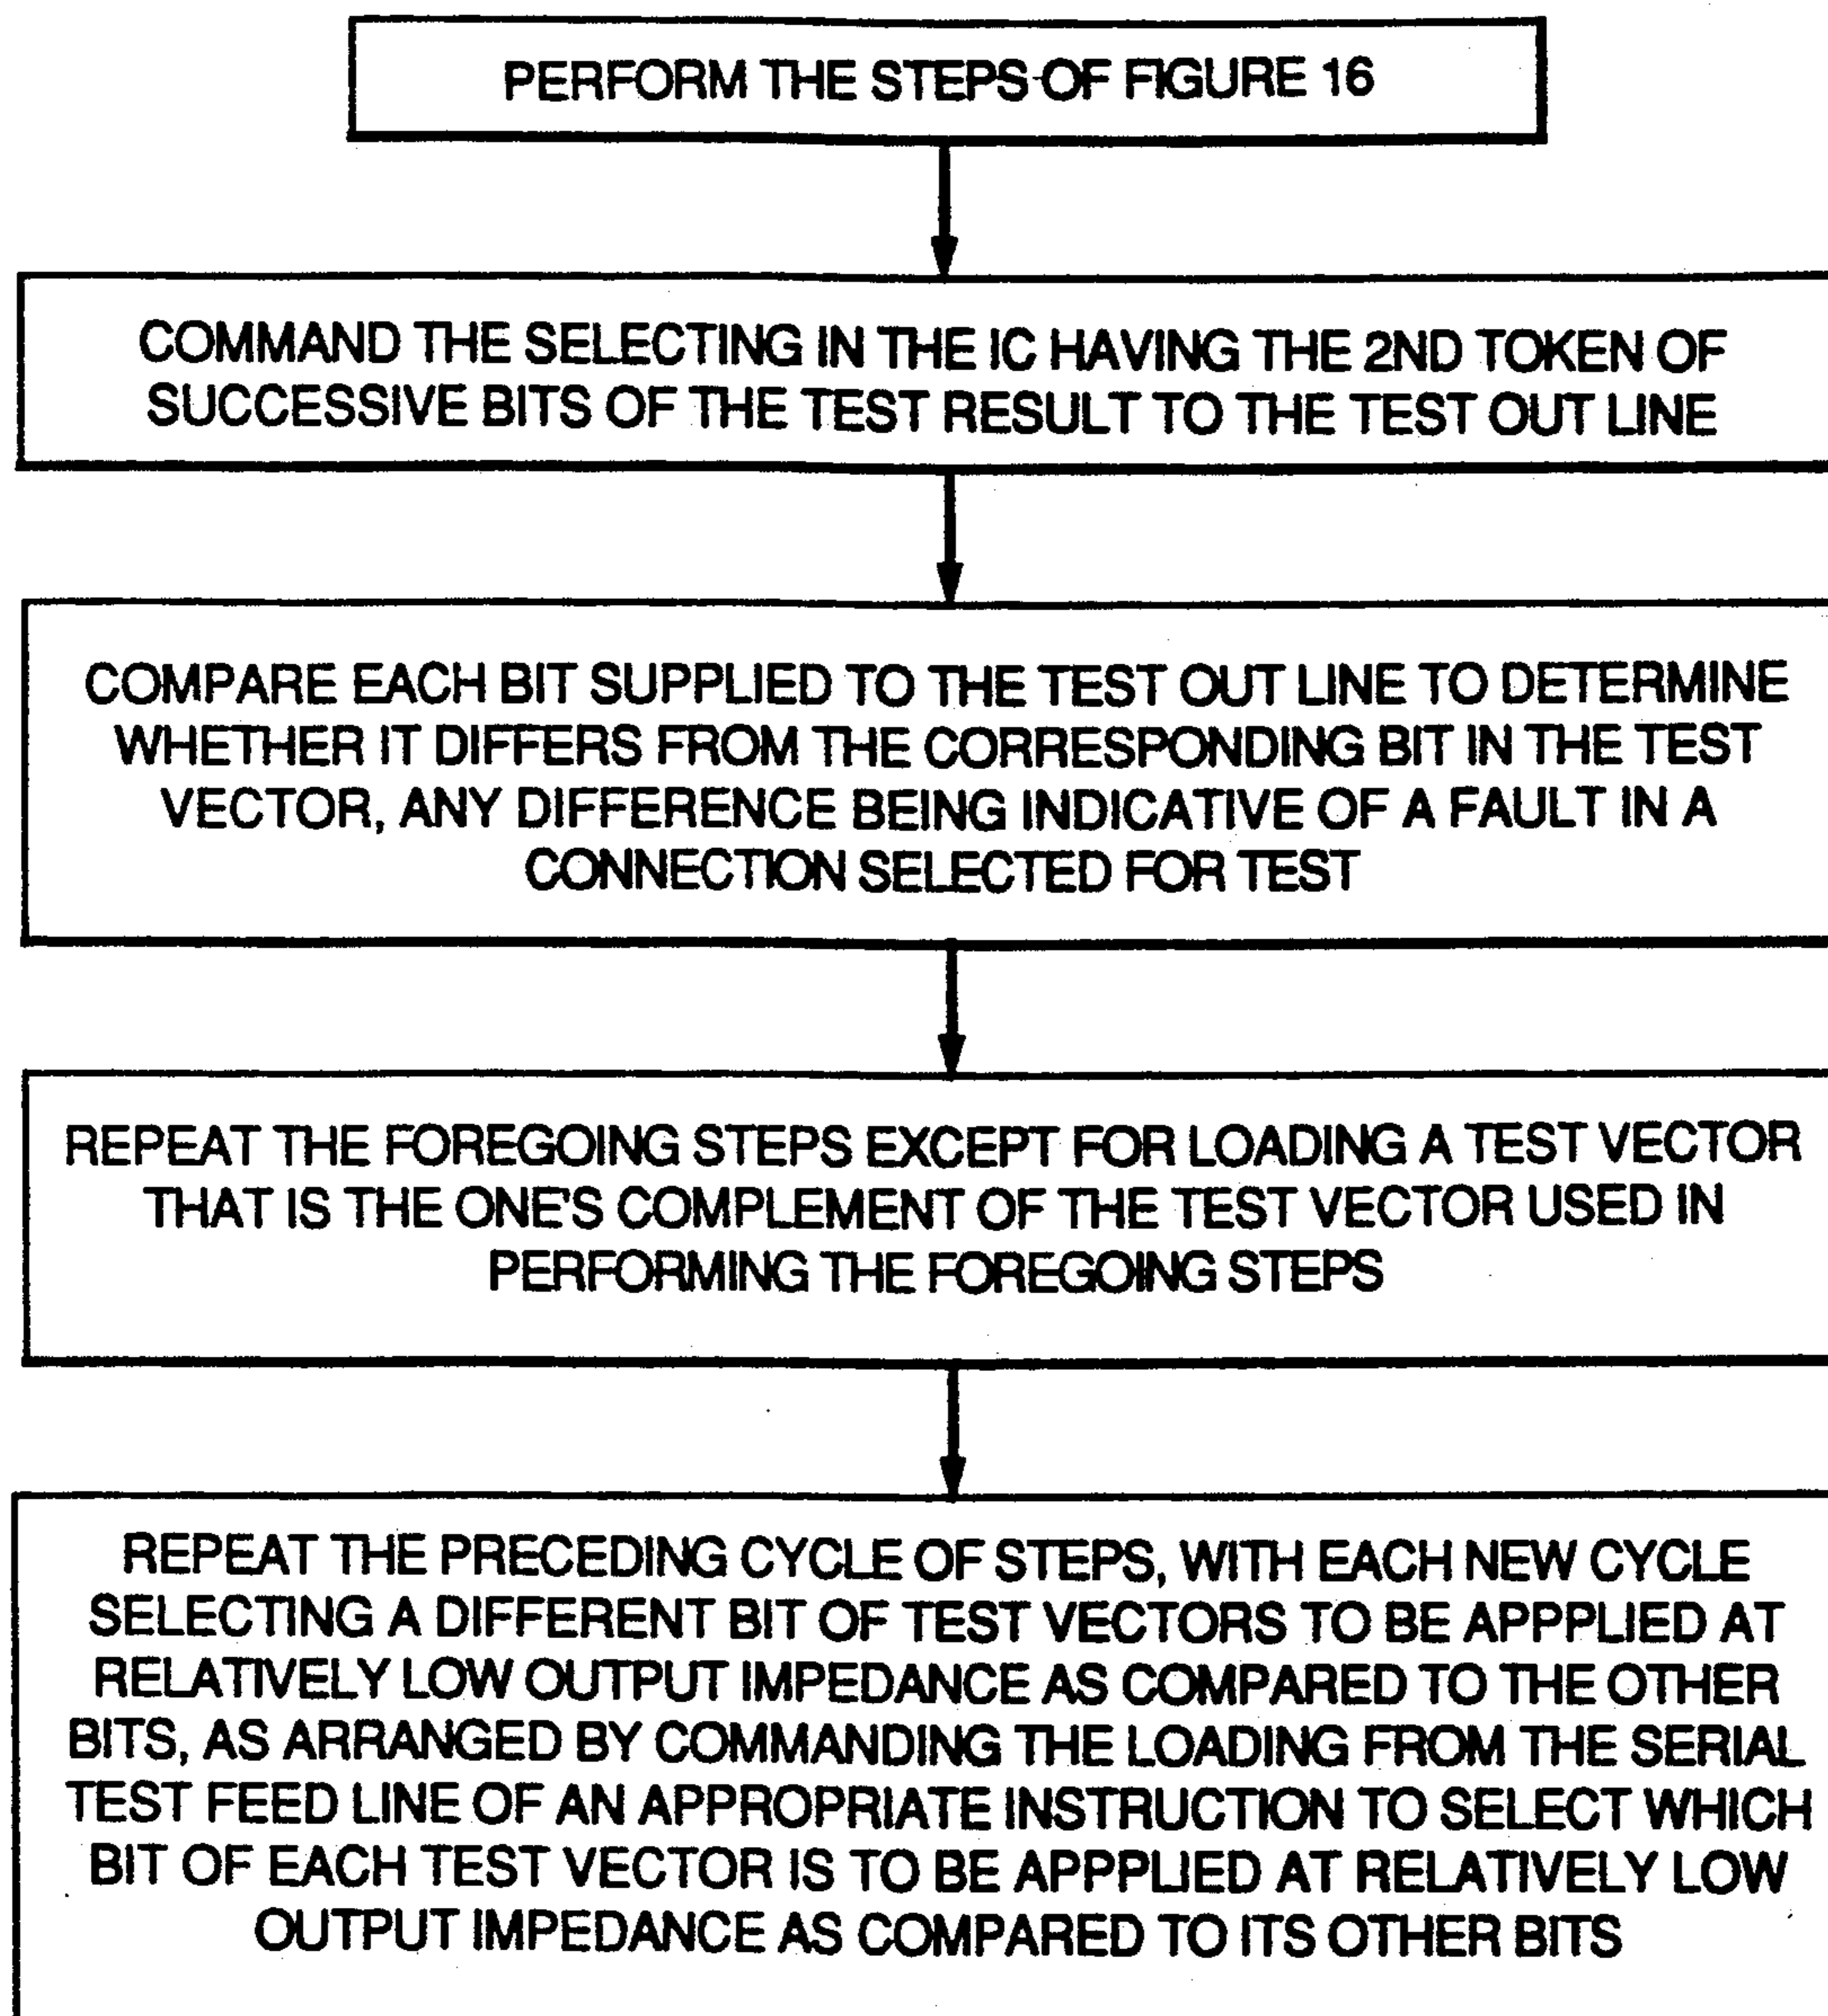 PERFORM THE STEPS OF FIGURE 16
COMMAND THE SELECTING IN THE IC HAVING THE 2ND TOKEN OF
SUCCESSIVE BITS OF THE TEST RESULT TO THE TEST OUT LINE
COMPARE EACH BIT SUPPLIED TO THE TEST OUT LINE TO DETERMINE
WHETHER IT DIFFERS FROM THE CORRESPONDING BIT IN THE TEST
VECTOR, ANY DIFFERENCE BEING INDICATIVE OF A FAULT IN A
CONNECTION SELECTED FOR TEST
REPEAT THE FOREGOING STEPS EXCEPT FOR LOADING A TEST VECTOR
THAT IS THE ONE'S COMPLEMENT OF THE TEST VECTOR USED IN
PERFORMING THE FOREGOING STEPS
REPEAT THE PRECEDING CYCLE OF STEPS, WITH EACH NEW CYCLE
SELECTING A DIFFERENT BIT OF TEST VECTORS TO BE APPPLIED AT
RELATIVELY LOW OUTPUT IMPEDANCE AS COMPARED TO THE OTHER
BITS, AS ARRANGED BY COMMANDING THE LOADING FROM THE SERIAL
TEST FEED LINE OF AN APPROPRIATE INSTRUCTION TO SELECT WHICH
BIT OF EACH TEST VECTOR IS TO BE APPPLIED AT RELATIVELY LOW
OUTPUT IMPEDANCE AS COMPARED TO ITS OTHER BITS